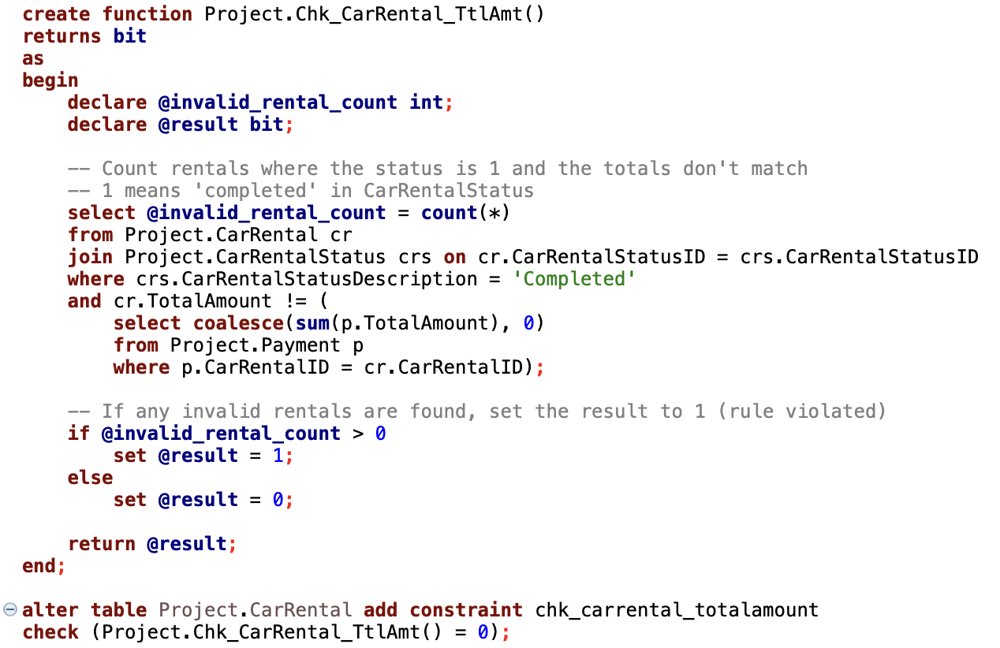 create function Project.Chk_CarRental_TtlAmt()
returns bit
as
begin
declare @invalid_rental_count int;
declare @result bit;
-- Count rentals where the status is 1 and the totals don't match
-- 1 means 'completed' in CarRentalStatus
select @invalid_rental_count = count(*)
from Project.CarRental cr
join Project.CarRentalStatus crs on cr.CarRentalStatusID = crs.CarRentalStatusID
where crs.CarRentalStatusDescription = 'Completed'
and cr.TotalAmount != (
select coalesce(sum(p.TotalAmount), 0)
from Project.Payment p
where p.CarRentalID = cr.CarRentalID);
-- If any invalid rentals are found, set the result to 1 (rule violated)
if @invalid_rental_count > 0
set @result = 1;
else
set @result = 0;
return @result;
end;
alter table Project.CarRental add constraint chk_carrental_totalamount
check (Project.Chk_CarRental_TtlAmt() = 0);